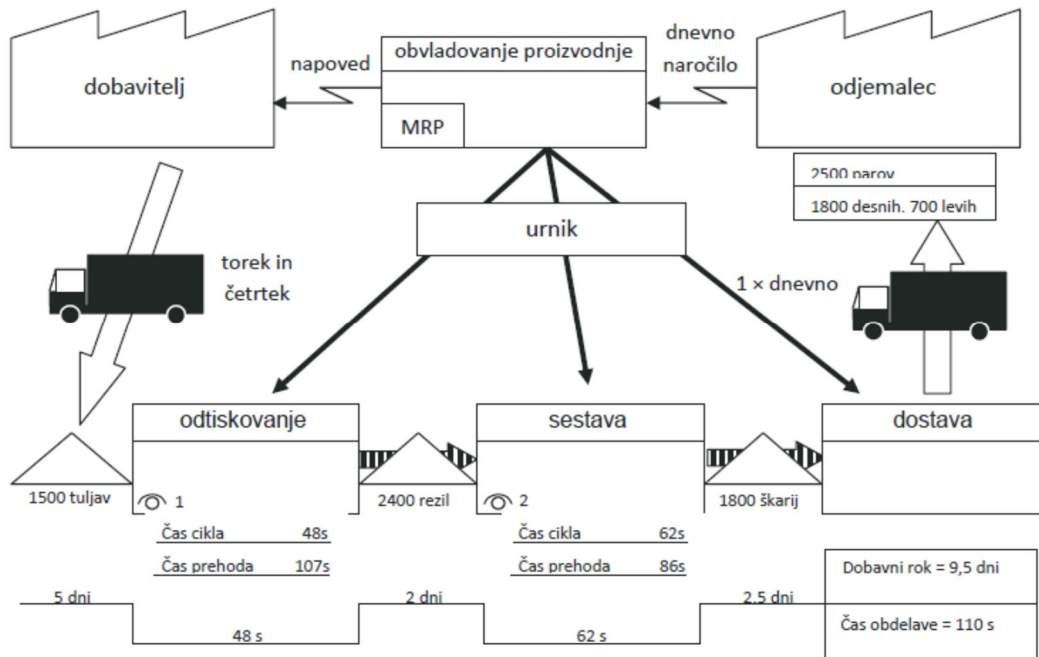 dobavitelj
napoved
obvladovanje proizvodnje
MRP
dnevno
naročilo
odjemalec
2500 parov
1800 desnih. 700 levih
urnik
torek in
četrtek
1 × dnevno
odtiskovanje
sestava
dostava
1500 tuljav
1
2400 rezil
2
1800 škarij
Čas cikla 48s
Čas prehoda 107s
Čas cikla 62s
Čas prehoda 86s
5 dni
48 s
2 dni
62 s
2.5 dni
Dobavni rok = 9,5 dni
Čas obdelave = 110 s